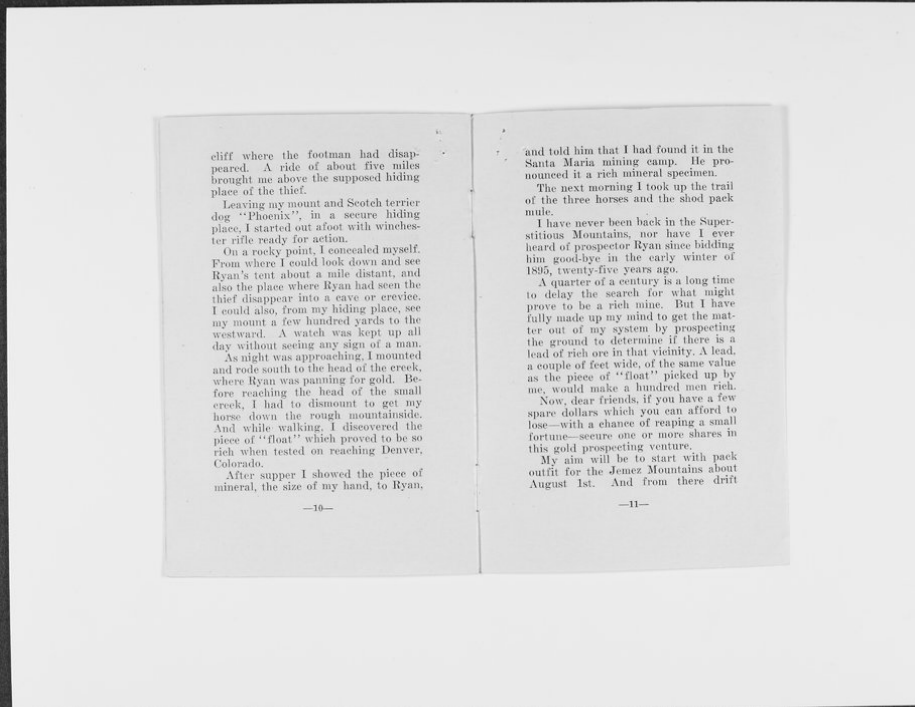 cliff where the footman had disap-
peared. A ride of about five miles
brought me above the supposed hiding
place of the thief.
Leaving my mount and Scotch terrier
dog "Phoenix", in a secure hiding
place, I started out afoot with winches-
ter rifle ready for action.
On a rocky point, I concealed myself.
From where I could look down and see
Ryan's tent about a mile distant, and
also the place where Ryan had seen the
thief disappear into a cave or crevice.
I could also, from my hiding place, see
my mount a few hundred yards to the
westward. A watch was kept up all
day without seeing any sign of a man.
As night was approaching, I mounted
and rode south to the head of the creek,
where Ryan was panning for gold. Be-
fore reaching the head of the small
creek, I had to dismount to get my
horse down the rough mountainside.
And while walking, I discovered the
piece of "float" which proved to be so
rich when tested on reaching Denver,
Colorado.
After supper I showed the piece of
mineral, the size of my hand, to Ryan,
—10—
and told him that I had found it in the
Santa Maria mining camp. He pro-
nounced it a rich mineral specimen.
The next morning I took up the trail
of the three horses and the shod pack
mule.
I have never been back in the Super-
stitious Mountains, nor have I ever
heard of prospector Ryan since bidding
him good-bye in the early winter of
1895, twenty-five years ago.
A quarter of a century is a long time
to delay the search for what might
prove to be a rich mine. But I have
fully made up my mind to get the mat-
ter out of my system by prospecting
the ground to determine if there is a
lead of rich ore in that vicinity. A lead,
a couple of feet wide, of the same value
as the piece of "float" picked up by
me, would make a hundred men rich.
Now, dear friends, if you have a few
spare dollars which you can afford to
lose—with a chance of reaping a small
fortune—secure one or more shares in
this gold prospecting venture.
My aim will be to start with pack
outfit for the Jemez Mountains about
August 1st. And from there drift
—11—